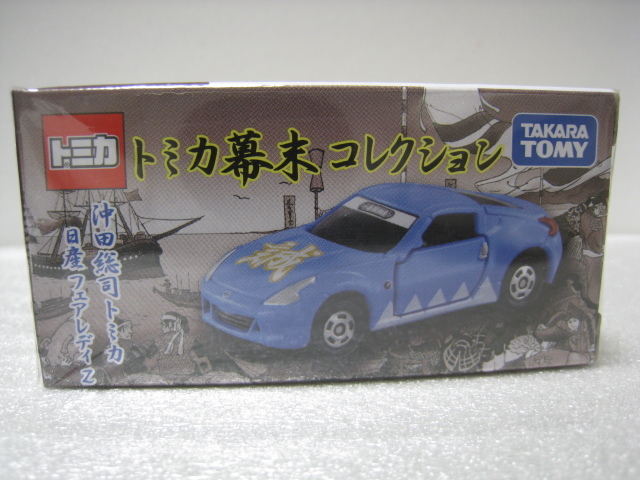 トミカ
トミカ幕末コレクション
TAKARA
TOMY
沖田総司トミカ
日産フェアレディZ
誠